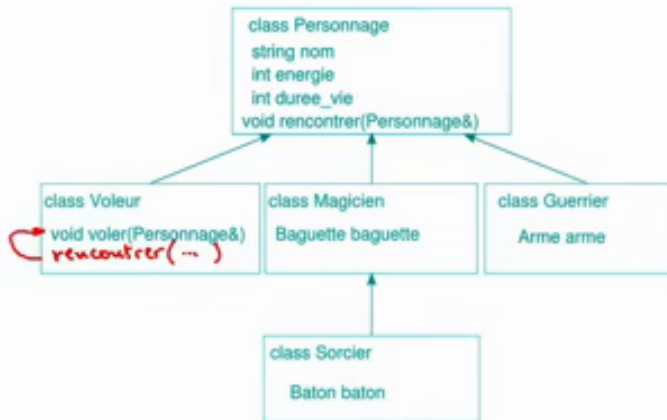 class Personnage
string nom
int energie
int duree_vie
void rencontrer(Personnage&)
class Voleur
void voler(Personnage&)
rencontrer(...)
class Magicien
Baguette baguette
class Guerrier
Arme arme
class Sorcier
Baton baton